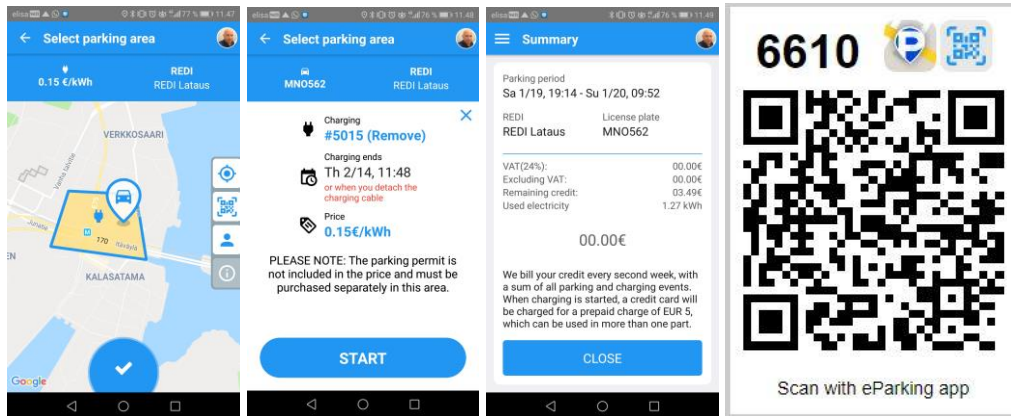 elisa 77 % 11.47
Select parking area
0.15 €/kWh
REDI
REDI Lataus
VERKKOSAARI
Vanha talvitie
Junatie
170
Itäväylä
M
EN
KALASATAMA
Google
elisa 76 % 11.48
Select parking area
MNO562
REDI
REDI Lataus
Charging
#5015 (Remove)
Charging ends
Th 2/14, 11:48
or when you detach the
charging cable
Price
0.15€/kWh
PLEASE NOTE: The parking permit is
not included in the price and must be
purchased separately in this area.
START
elisa 76 % 11.49
Summary
Parking period
Sa 1/19, 19:14 - Su 1/20, 09:52
REDI License plate
REDI Lataus MNO562
VAT(24%): 00.00€
Excluding VAT: 00.00€
Remaining credit: 03.49€
Used electricity 1.27 kWh
00.00€
We bill your credit every second week, with
a sum of all parking and charging events.
When charging is started, a credit card will
be charged for a prepaid charge of EUR 5,
which can be used in more than one part.
CLOSE
6610 P
Scan with eParking app